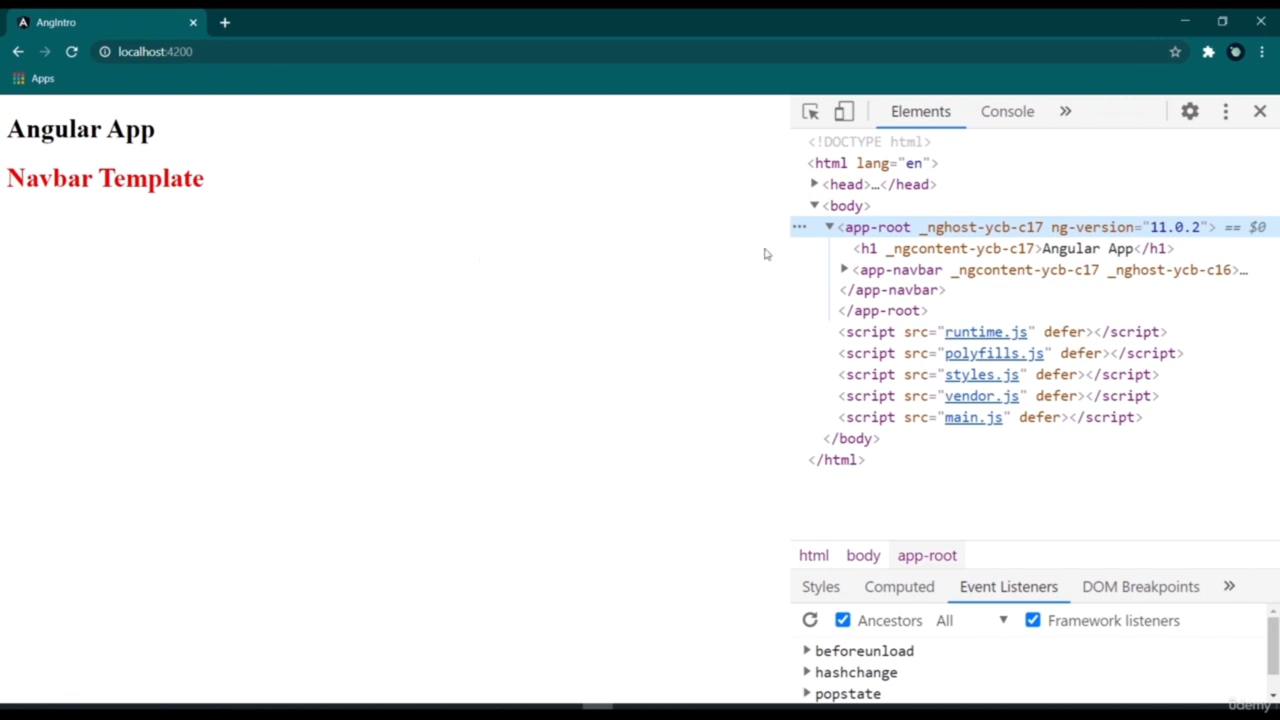 AngIntro
localhost:4200
Apps
Angular App
Navbar Template
Elements
Console
<!DOCTYPE html>
<html lang="en">
<head>…</head>
<body>
<app-root _nghost-ycb-c17 ng-version="11.0.2"> == $0
<h1 _ngcontent-ycb-c17>Angular App</h1>
<app-navbar _ngcontent-ycb-c17 _nghost-ycb-c16>…
</app-navbar>
</app-root>
<script src="runtime.js" defer></script>
<script src="polyfills.js" defer></script>
<script src="styles.js" defer></script>
<script src="vendor.js" defer></script>
<script src="main.js" defer></script>
</body>
</html>
html body app-root
Styles Computed Event Listeners DOM Breakpoints
Ancestors All Framework listeners
beforeunload
hashchange
popstate
ûdemy